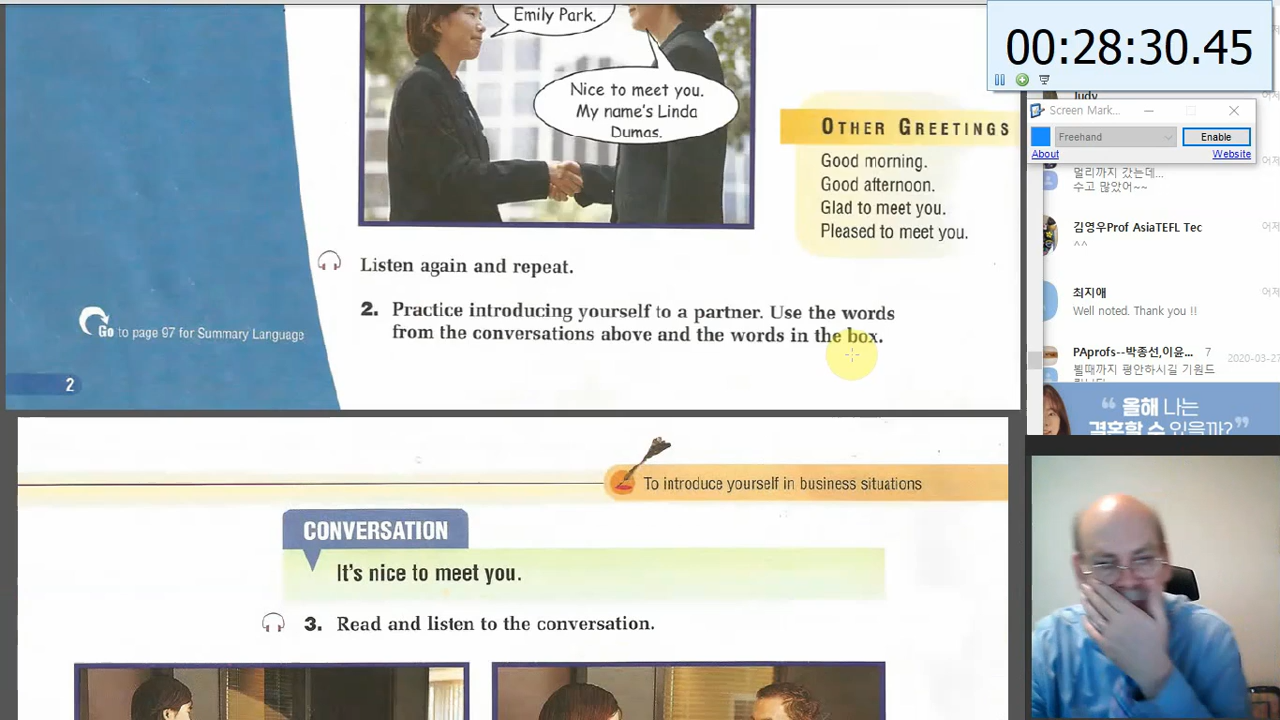 Emily Park.
Nice to meet you.
My name's Linda
Dumas.
OTHER GREETINGS
Good morning.
Good afternoon.
Glad to meet you.
Pleased to meet you.
Listen again and repeat.
2. Practice introducing yourself to a partner. Use the words
from the conversations above and the words in the box.
Go to page 97 for Summary Language
2
To introduce yourself in business situations
CONVERSATION
It's nice to meet you.
3. Read and listen to the conversation.
00:28:30.45
Judy
Screen Mark...
Freehand
Enable
About
Website
멀리까지 갔는데...
수고 많았어~~
김영우Prof AsiaTEFL Tec
어저
^^
최지애
어제
Well noted. Thank you !!
PAprofs--박종선,이윤... 7
2020-03-27
뵐때까지 평안하시길 기원드
“ 올해 나는
결혼할 수 있을까? ”